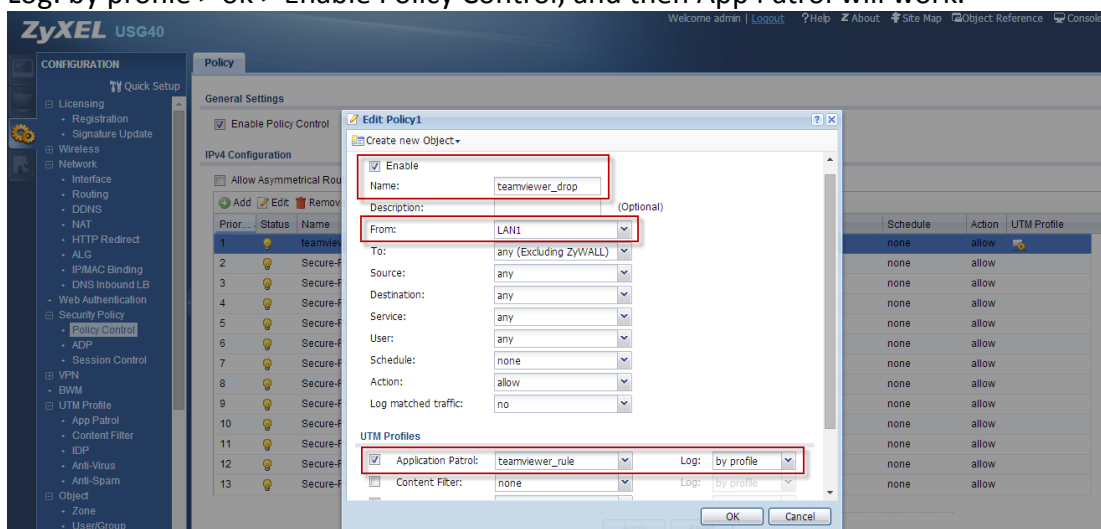 Log: by profile > ok > Enable Policy Control, and then App Patrol will work.
ZyXEL USG40
Welcome admin | Logout ?Help Z About Site Map Object Reference Console
CONFIGURATION
Quick Setup
Licensing
Registration
Signature Update
Wireless
Network
Interface
Routing
DDNS
NAT
HTTP Redirect
ALG
IP/MAC Binding
DNS Inbound LB
Web Authentication
Security Policy
Policy Control
ADP
Session Control
VPN
BWM
UTM Profile
App Patrol
Content Filter
IDP
Anti-Virus
Anti-Spam
Object
Zone
User/Group
Policy
General Settings
Enable Policy Control
IPv4 Configuration
Allow Asymmetrical Rou
Add Edit Remov
Prior... Status Name Schedule Action UTM Profile
1 teamview none allow
2 Secure-F none allow
3 Secure-F none allow
4 Secure-F none allow
5 Secure-F none allow
6 Secure-F none allow
7 Secure-F none allow
8 Secure-F none allow
9 Secure-F none allow
10 Secure-F none allow
11 Secure-F none allow
12 Secure-F none allow
13 Secure-F none allow
Edit Policy1
Create new Object
Enable
Name: teamviewer_drop
Description: (Optional)
From: LAN1
To: any (Excluding ZyWALL)
Source: any
Destination: any
Service: any
User: any
Schedule: none
Action: allow
Log matched traffic: no
UTM Profiles
Application Patrol: teamviewer_rule Log: by profile
Content Filter: none Log: by profile
OK Cancel